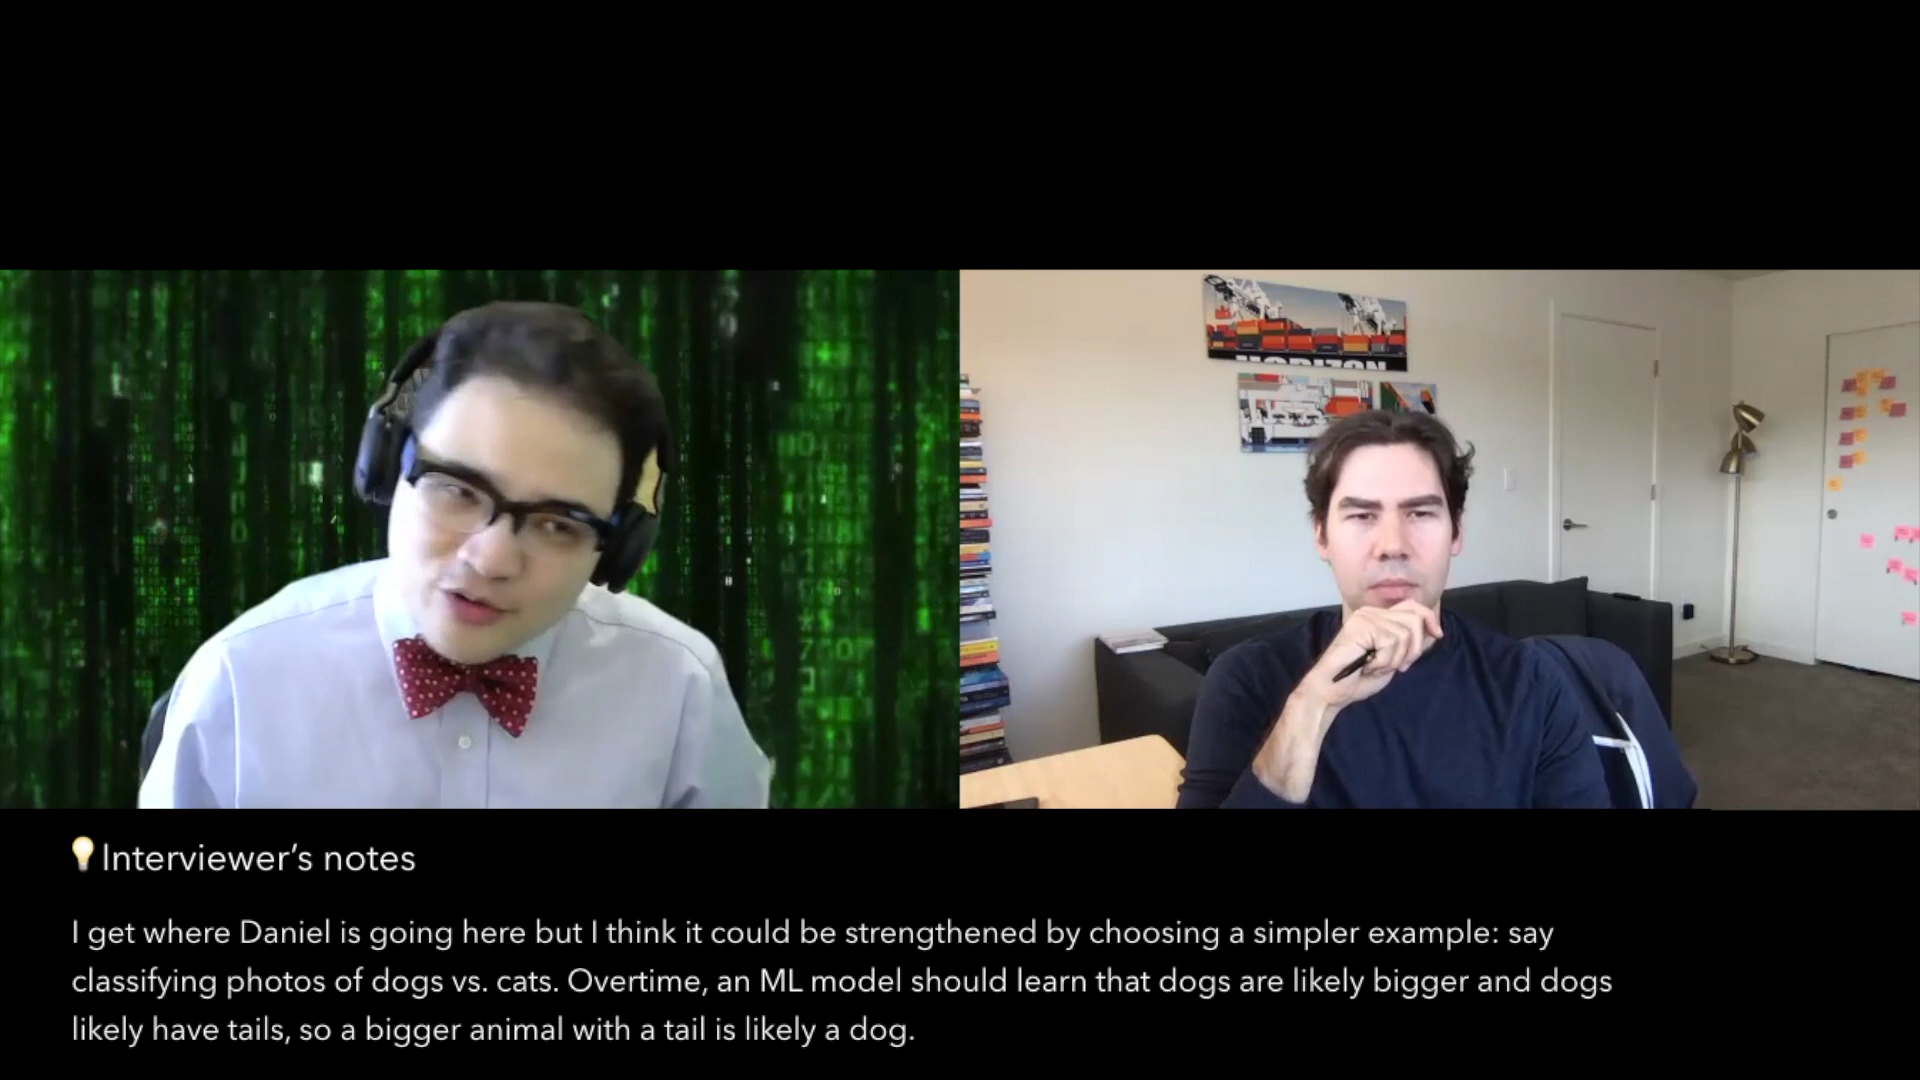 HORIZON
💡Interviewer’s notes
I get where Daniel is going here but I think it could be strengthened by choosing a simpler example: say
classifying photos of dogs vs. cats. Overtime, an ML model should learn that dogs are likely bigger and dogs
likely have tails, so a bigger animal with a tail is likely a dog.